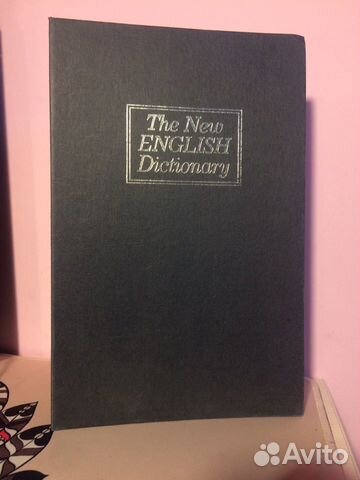 The New
ENGLISH
Dictionary
Avito